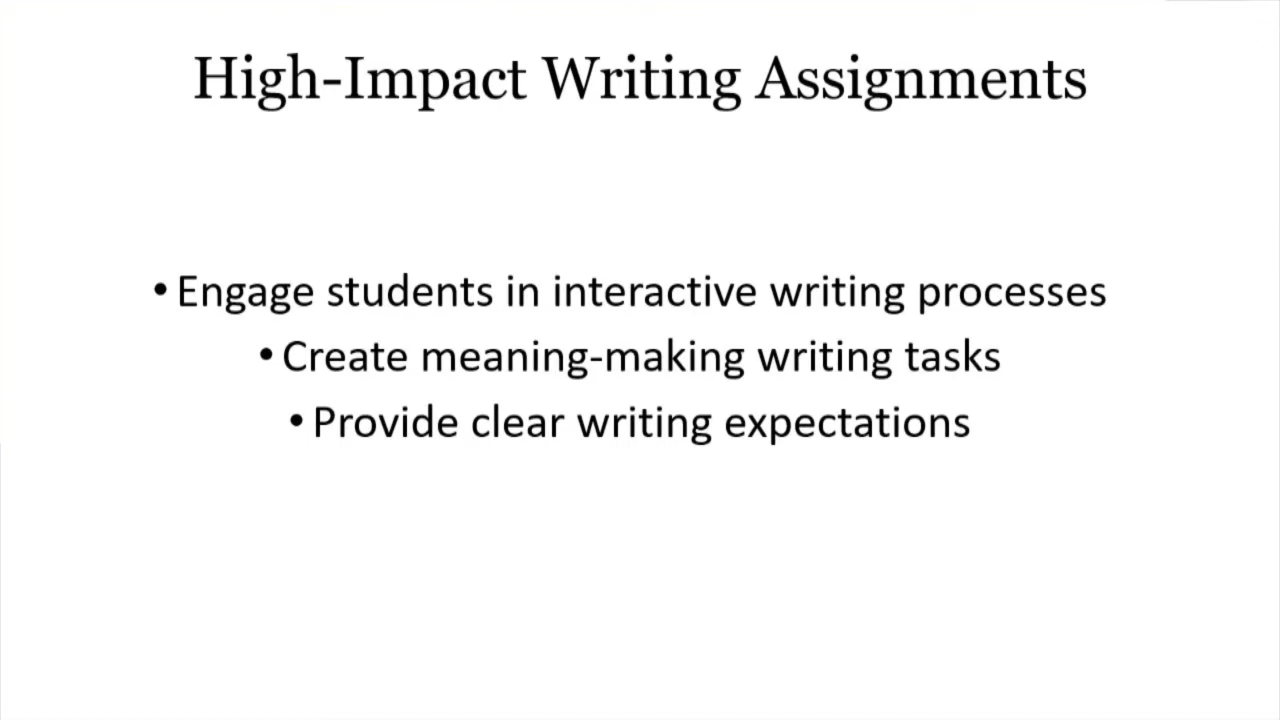 High-Impact Writing Assignments
• Engage students in interactive writing processes
• Create meaning-making writing tasks
• Provide clear writing expectations